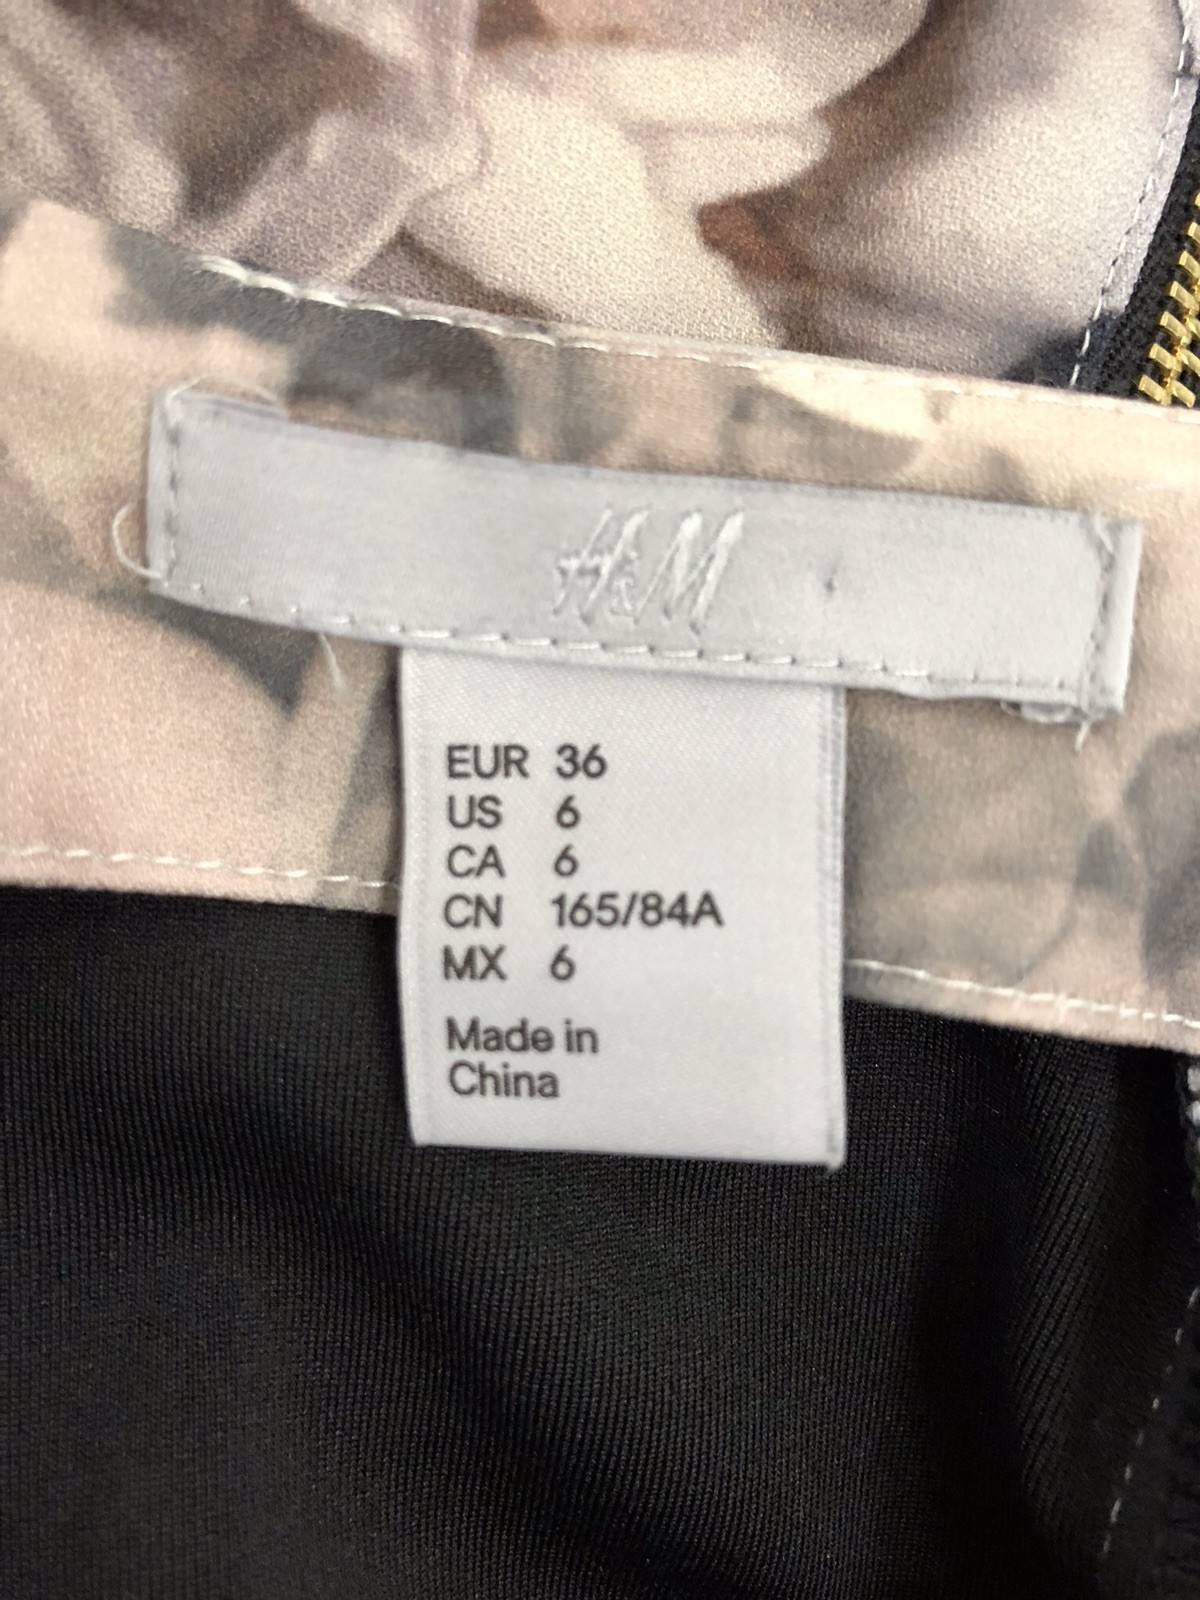 H&M
EUR 36
US 6
CA 6
CN 165/84A
MX 6
Made in
China